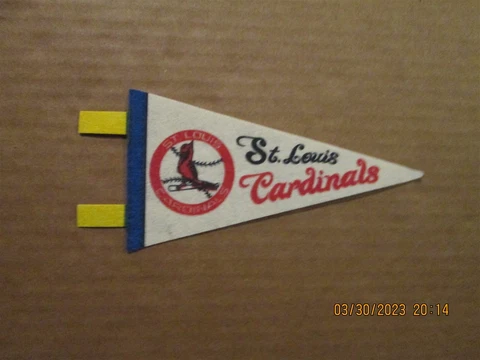 ST. LOUIS
CARDINALS
St. Louis
Cardinals
03/30/2023 20:14